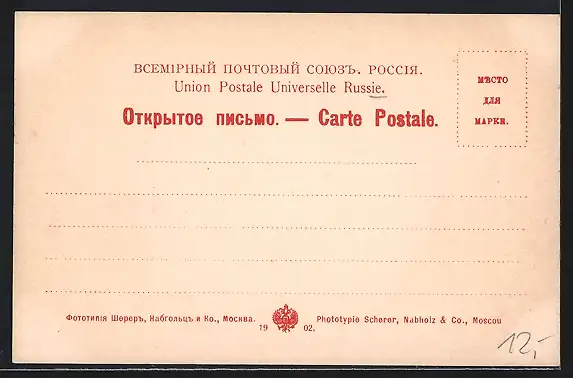 ВСЕМІРНЫЙ ПОЧТОВЫЙ СОЮЗЪ. РОССІЯ.
Union Postale Universelle Russie.
Открытое письмо. — Carte Postale.
МѢСТО
ДЛЯ
МАРКИ.
Фототипія Шереръ, Набгольцъ и Ко., Москва.
Phototypie Scherer, Nabholz & Co., Moscou
19 02.
12,-